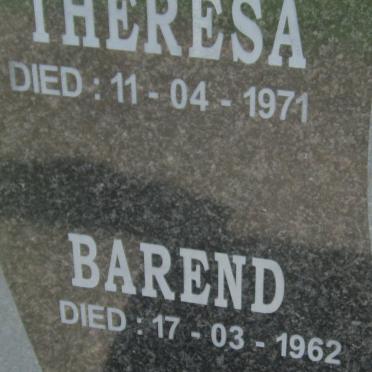 THERESA
DIED : 11 - 04 - 1971
BAREND
DIED : 17 - 03 - 1962